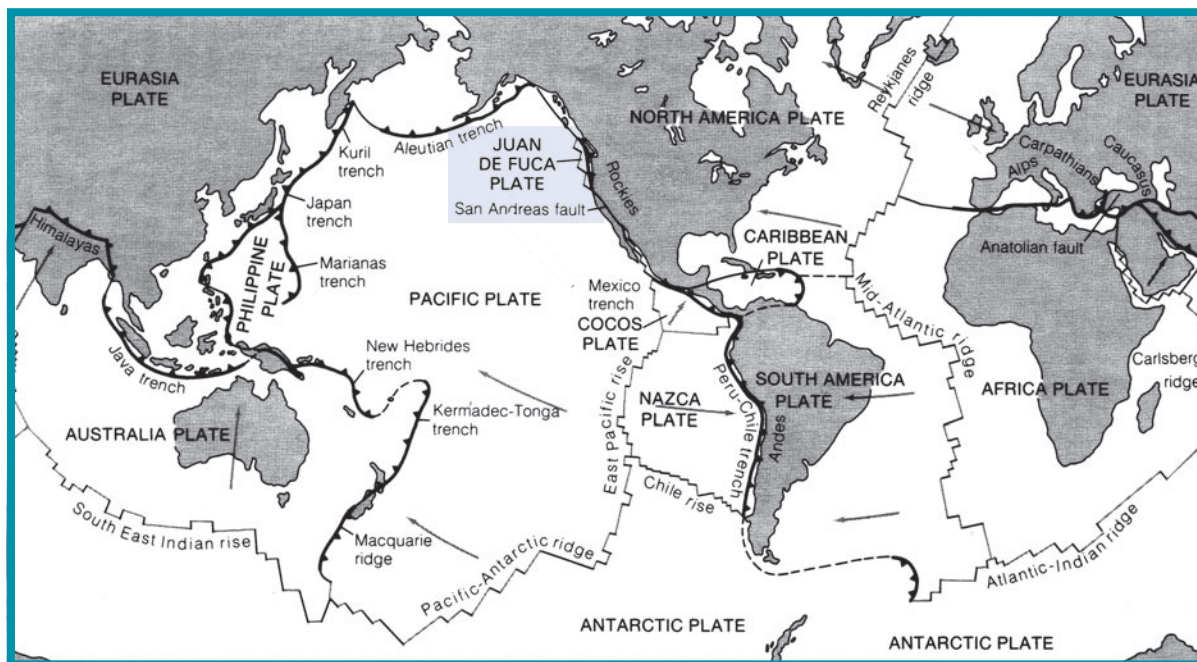 EURASIA
PLATE
NORTH AMERICA PLATE
Reykjanes
ridge
EURASIA
PLATE
Aleutian trench
Kuril
trench
JUAN
DE FUCA
PLATE
San Andreas fault
Rockies
Carpathians
Alps
Caucasus
Japan
trench
Himalayas
Anatolian fault
PHILIPPINE
PLATE
Marianas
trench
CARIBBEAN
PLATE
PACIFIC PLATE
Mexico
trench
COCOS
PLATE
Mid-Atlantic ridge
Java trench
New Hebrides
trench
Carlsberg
ridge
Kermadec-Tonga
trench
East Pacific rise
NAZCA
PLATE
Peru-Chile trench
Andes
SOUTH AMERICA
PLATE
AFRICA PLATE
AUSTRALIA PLATE
Chile rise
South East Indian rise
Macquarie
ridge
Pacific-Antarctic ridge
Atlantic-Indian ridge
ANTARCTIC PLATE
ANTARCTIC PLATE